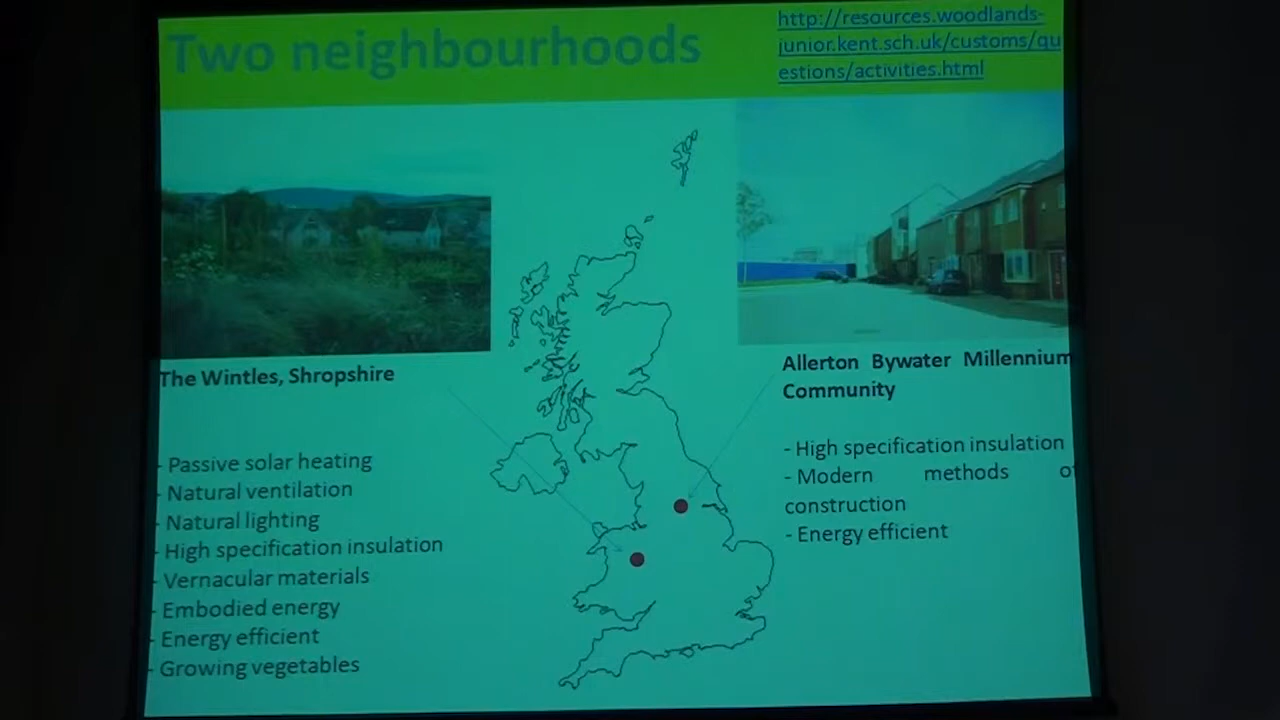 Two neighbourhoods
http://resources.woodlands-
junior.kent.sch.uk/customs/qu
estions/activities.html
The Wintles, Shropshire
- Passive solar heating
- Natural ventilation
- Natural lighting
- High specification insulation
- Vernacular materials
- Embodied energy
- Energy efficient
- Growing vegetables
Allerton Bywater Millennium
Community
- High specification insulation
- Modern methods of
construction
- Energy efficient